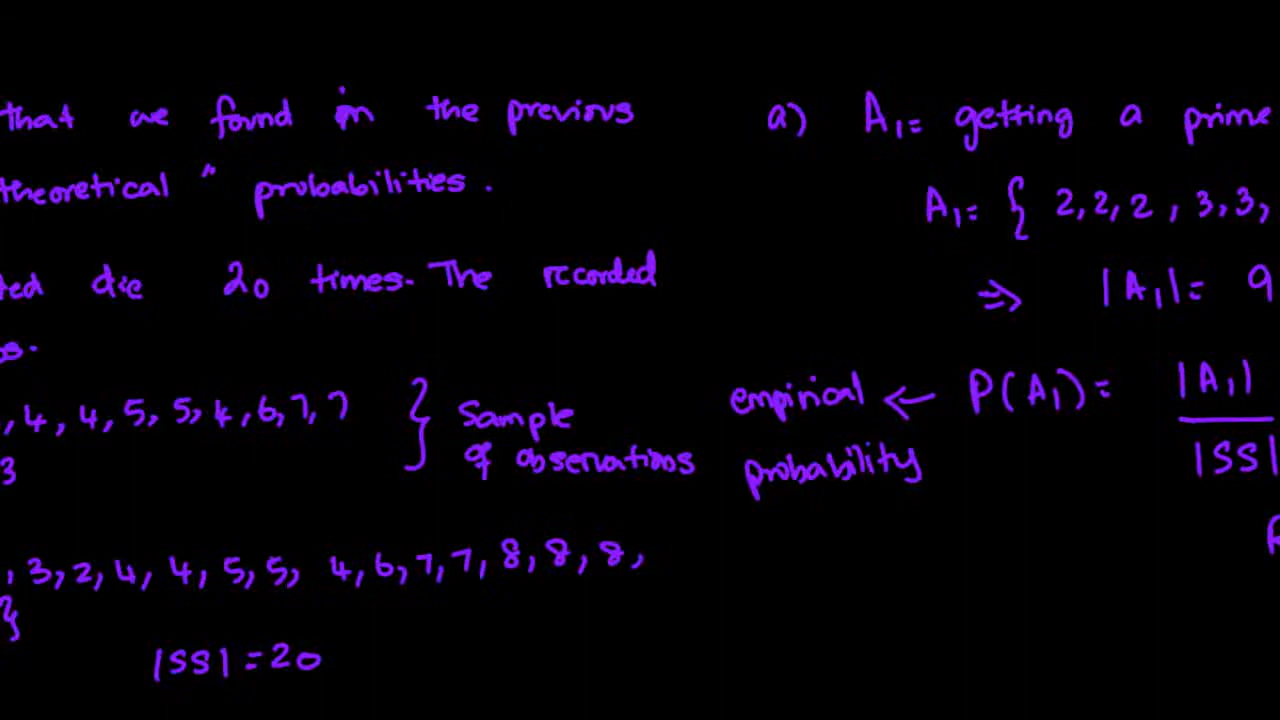 that we found in the previous
theoretical" probabilities.
ted die 20 times. The recorded
, 4, 4, 5, 5, 4, 6, 7, 7 } Sample
of observations
3
, 3, 2, 4, 4, 5, 5, 4, 6, 7, 7, 8, 8, 8,
}
|SS| = 20
a) A₁= getting a prime
A₁= { 2, 2, 2, 3, 3,
⇒ |A₁| = 9
empirical ← P(A₁) = |A₁|
probability |SS|